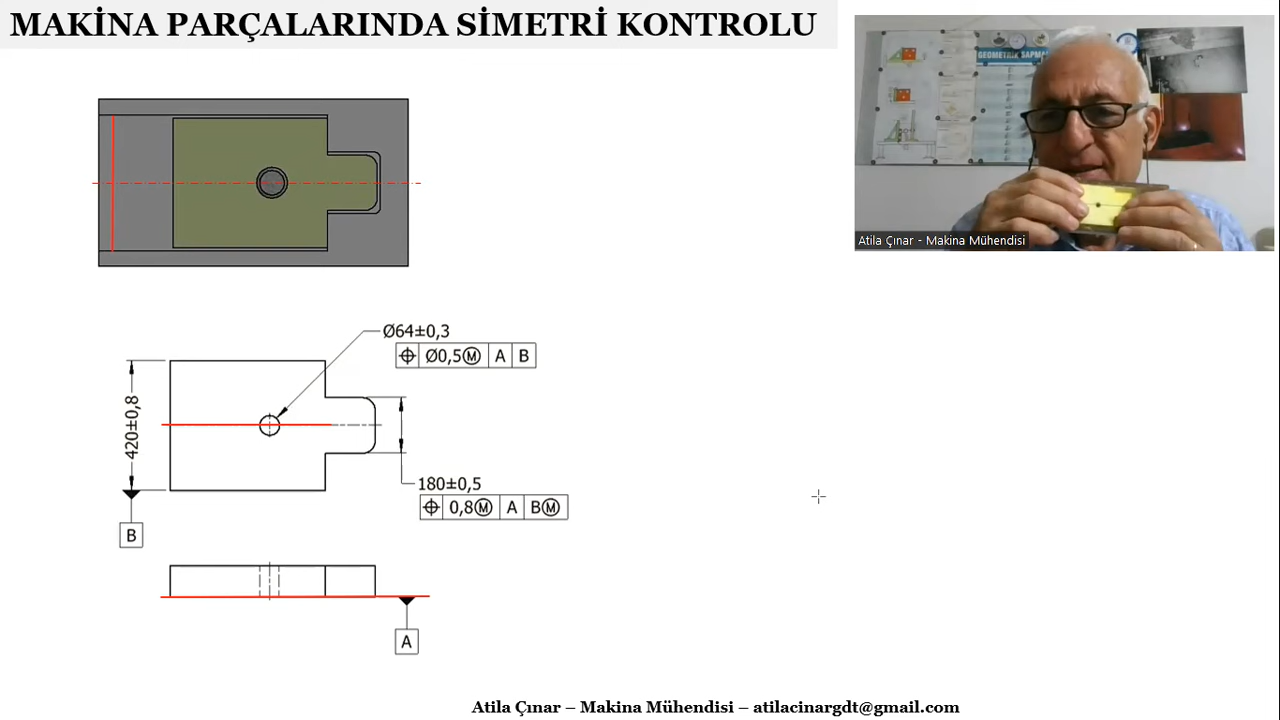 MAKİNA PARÇALARINDA SİMETRİ KONTROLU
GEOMETRİK SAPMA
Atila Çınar - Makina Mühendisi
Ø64±0,3
⌖ Ø0,5Ⓜ A B
420±0,8
180±0,5
⌖ 0,8Ⓜ A BⓂ
B
A
Atila Çınar – Makina Mühendisi – atilacinargdt@gmail.com